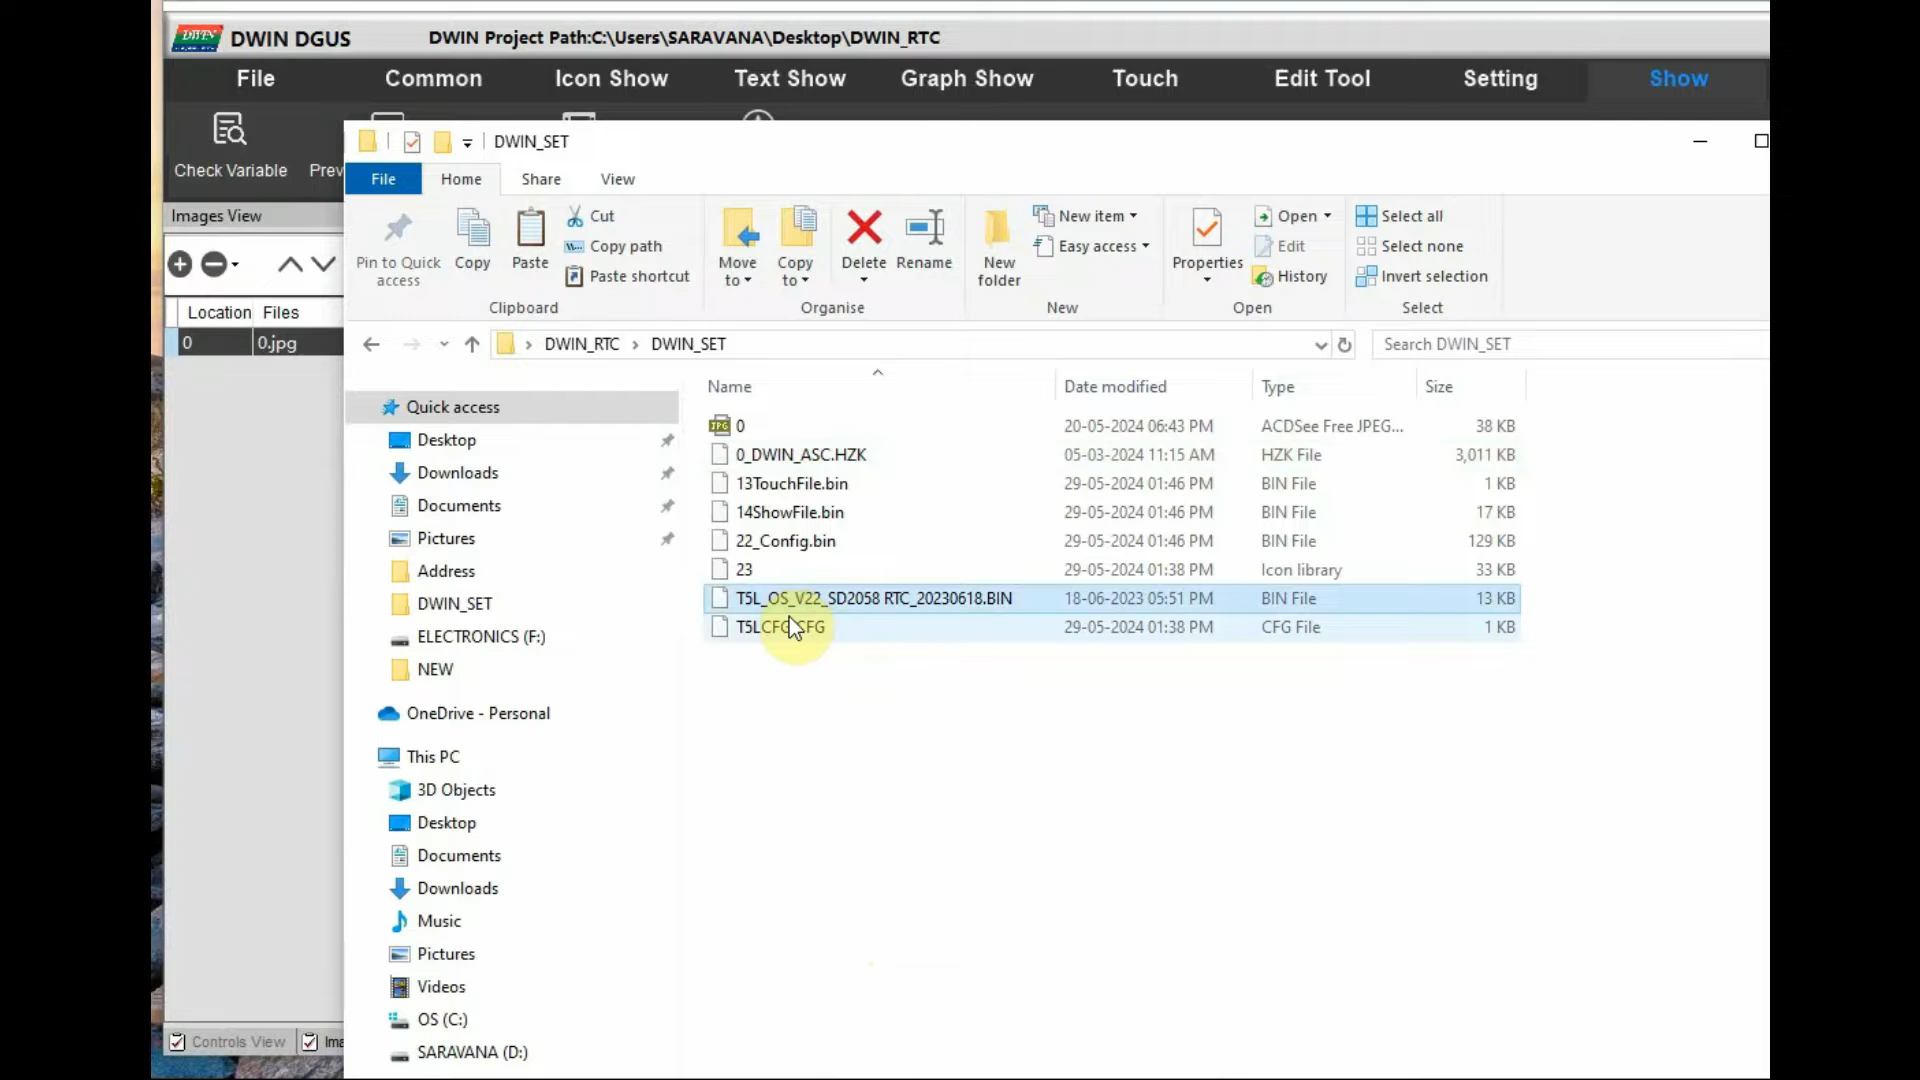 DWIN DGUS
DWIN Project Path:C:\Users\SARAVANA\Desktop\DWIN_RTC
File Common Icon Show Text Show Graph Show Touch Edit Tool Setting Show
Check Variable Prev
Images View
Location Files
0 0.jpg
Controls View Ima
DWIN_SET
File Home Share View
Pin to Quick access
Copy
Paste
Cut
Copy path
Paste shortcut
Clipboard
Move to
Copy to
Delete
Rename
Organise
New folder
New item
Easy access
New
Properties
Open
Edit
History
Open
Select all
Select none
Invert selection
Select
DWIN_RTC > DWIN_SET
Search DWIN_SET
Quick access
Desktop
Downloads
Documents
Pictures
Address
DWIN_SET
ELECTRONICS (F:)
NEW
OneDrive - Personal
This PC
3D Objects
Desktop
Documents
Downloads
Music
Pictures
Videos
OS (C:)
SARAVANA (D:)
Name Date modified Type Size
0 20-05-2024 06:43 PM ACDSee Free JPEG... 38 KB
0_DWIN_ASC.HZK 05-03-2024 11:15 AM HZK File 3,011 KB
13TouchFile.bin 29-05-2024 01:46 PM BIN File 1 KB
14ShowFile.bin 29-05-2024 01:46 PM BIN File 17 KB
22_Config.bin 29-05-2024 01:46 PM BIN File 129 KB
23 29-05-2024 01:38 PM Icon library 33 KB
T5L_OS_V22_SD2058 RTC_20230618.BIN 18-06-2023 05:51 PM BIN File 13 KB
T5LCFG.CFG 29-05-2024 01:38 PM CFG File 1 KB